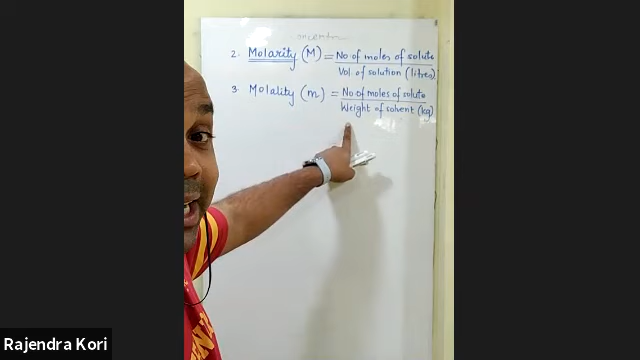 2. Molarity (M) = No of moles of solute
Vol. of solution (litres)
3. Molality (m) = No of moles of solute
Weight of solvent (kg)
Rajendra Kori